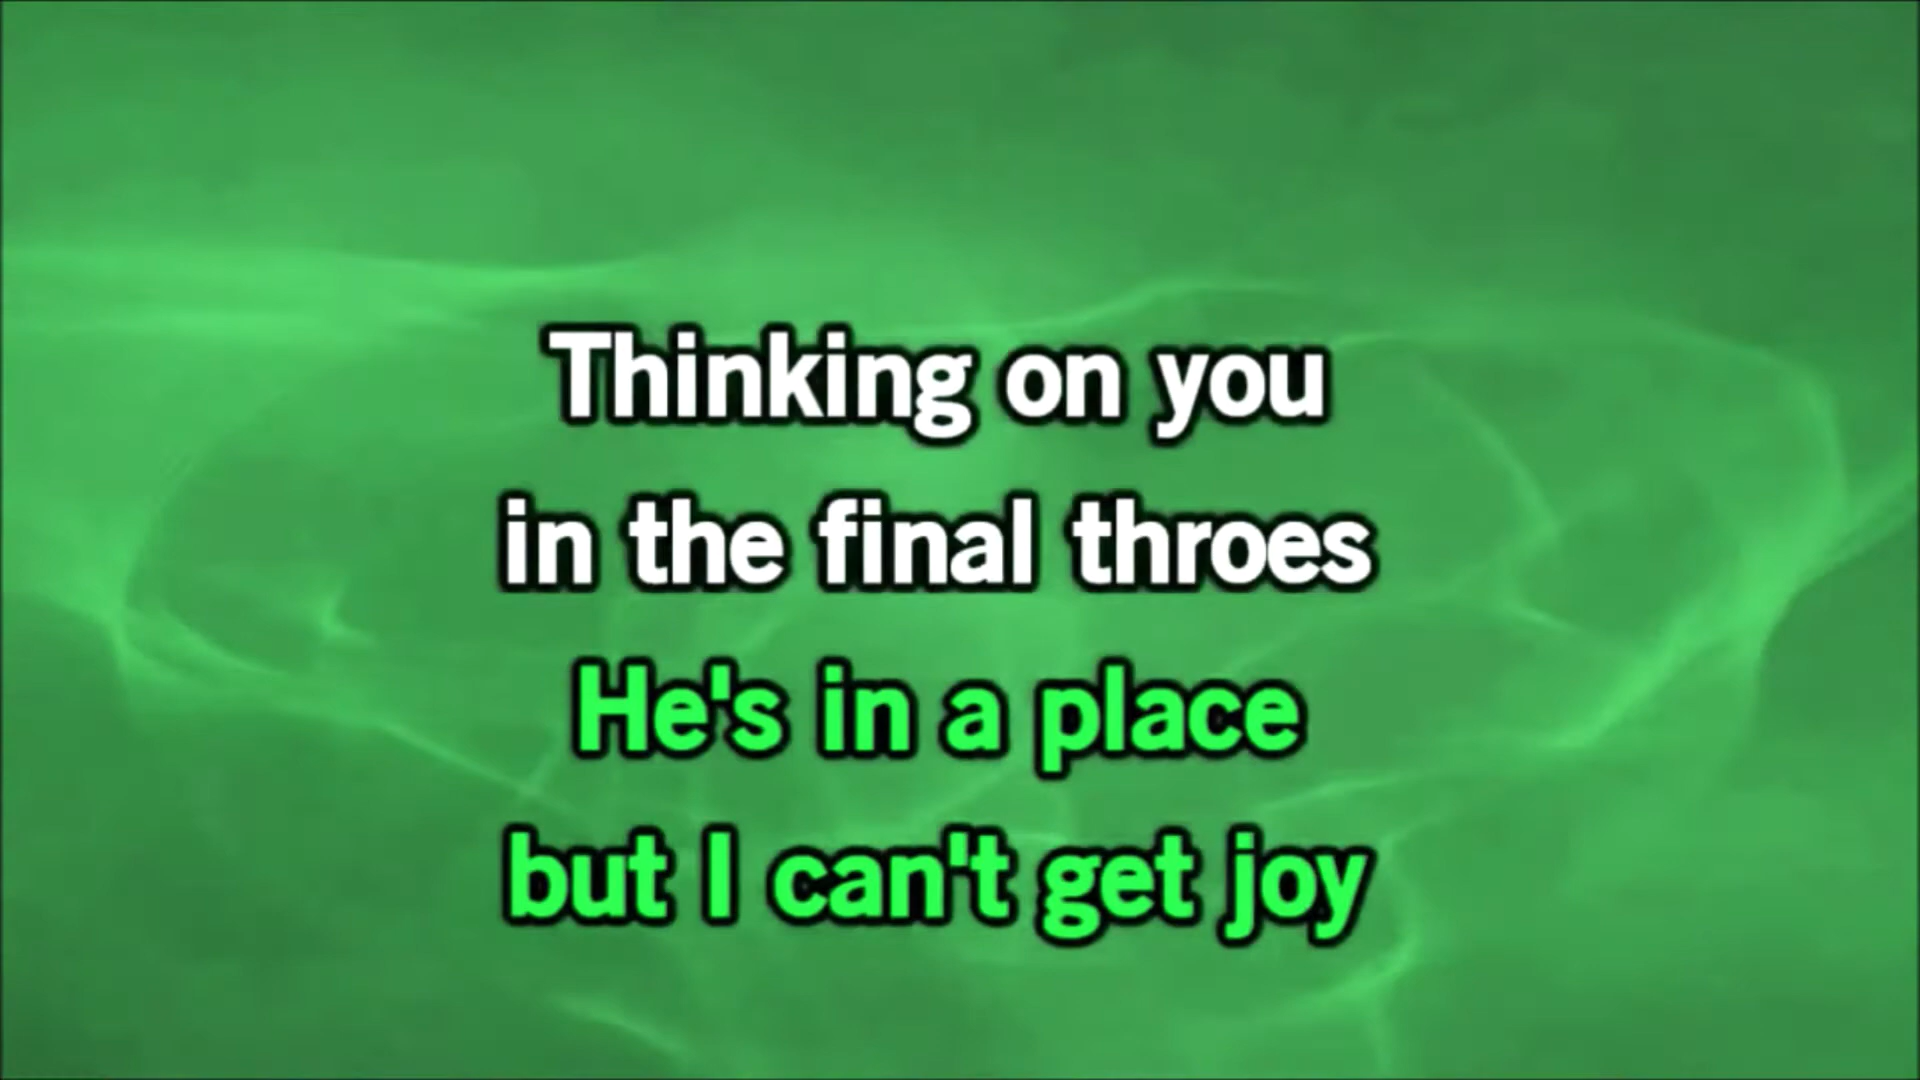 Thinking on you
in the final throes
He's in a place
but I can't get joy